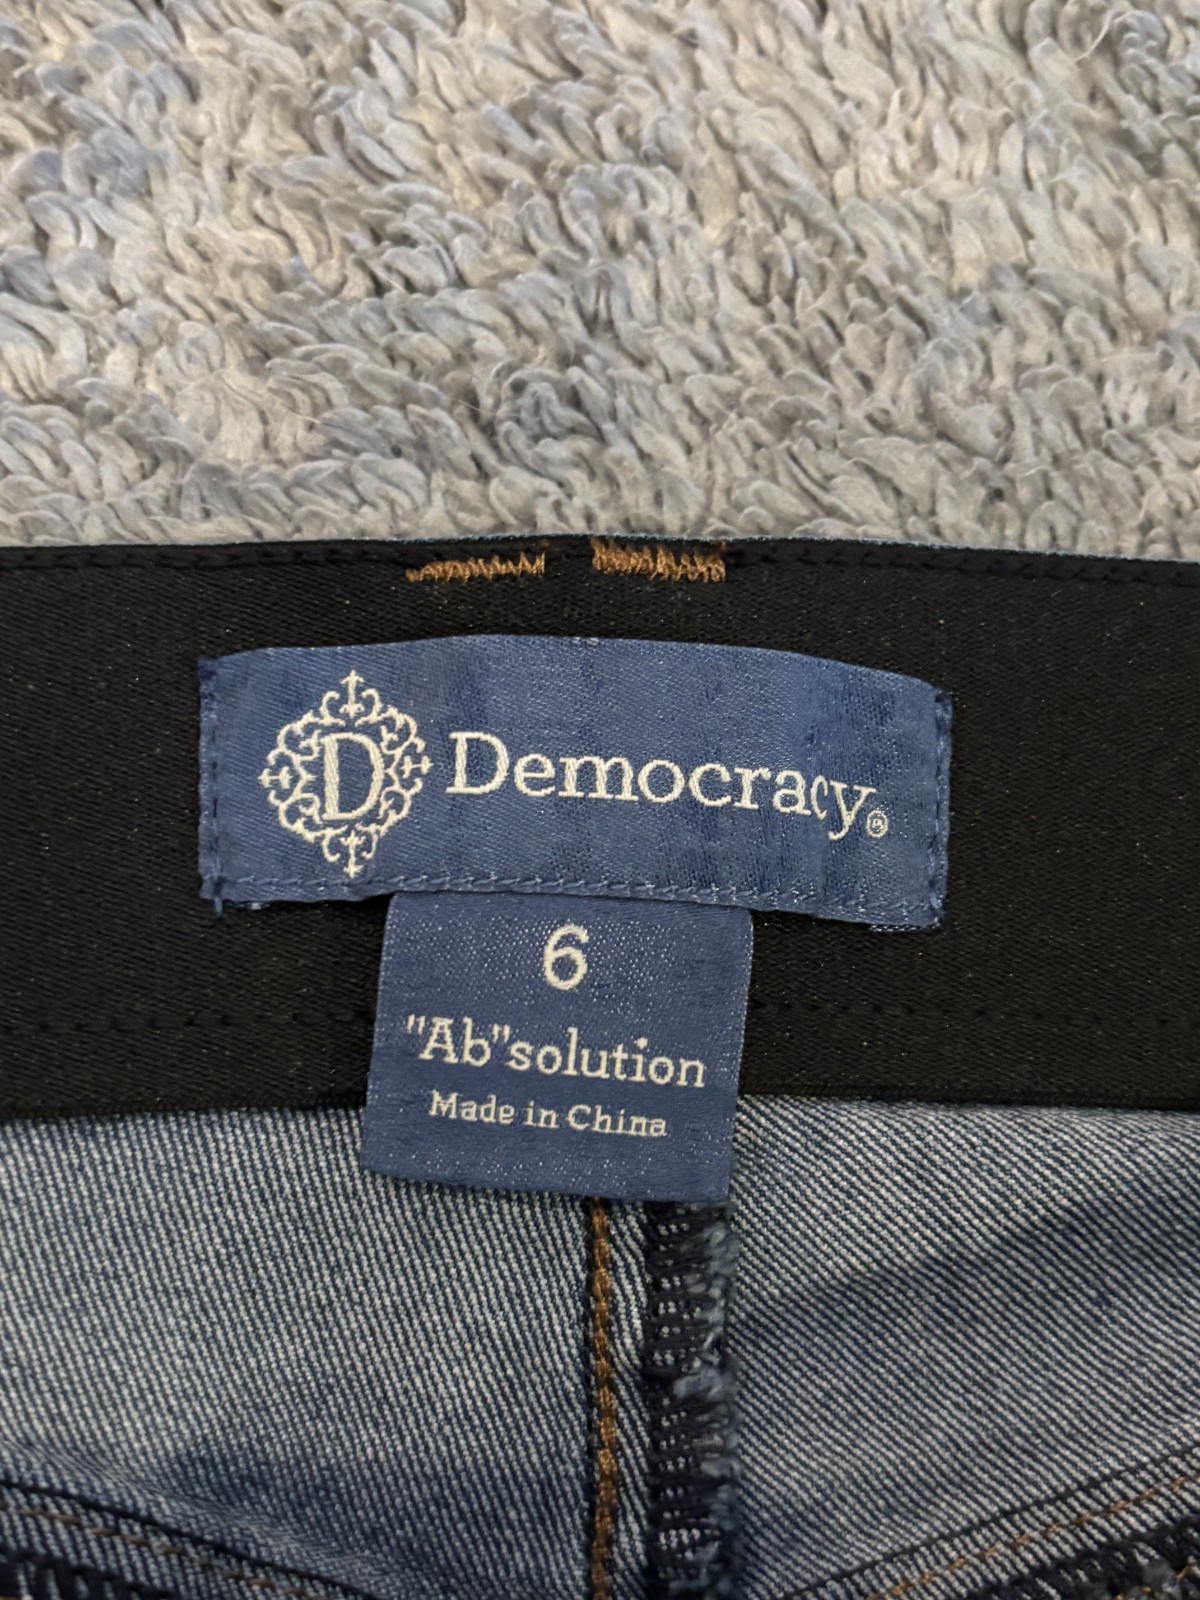 D Democracy®
6
"Ab"solution
Made in China